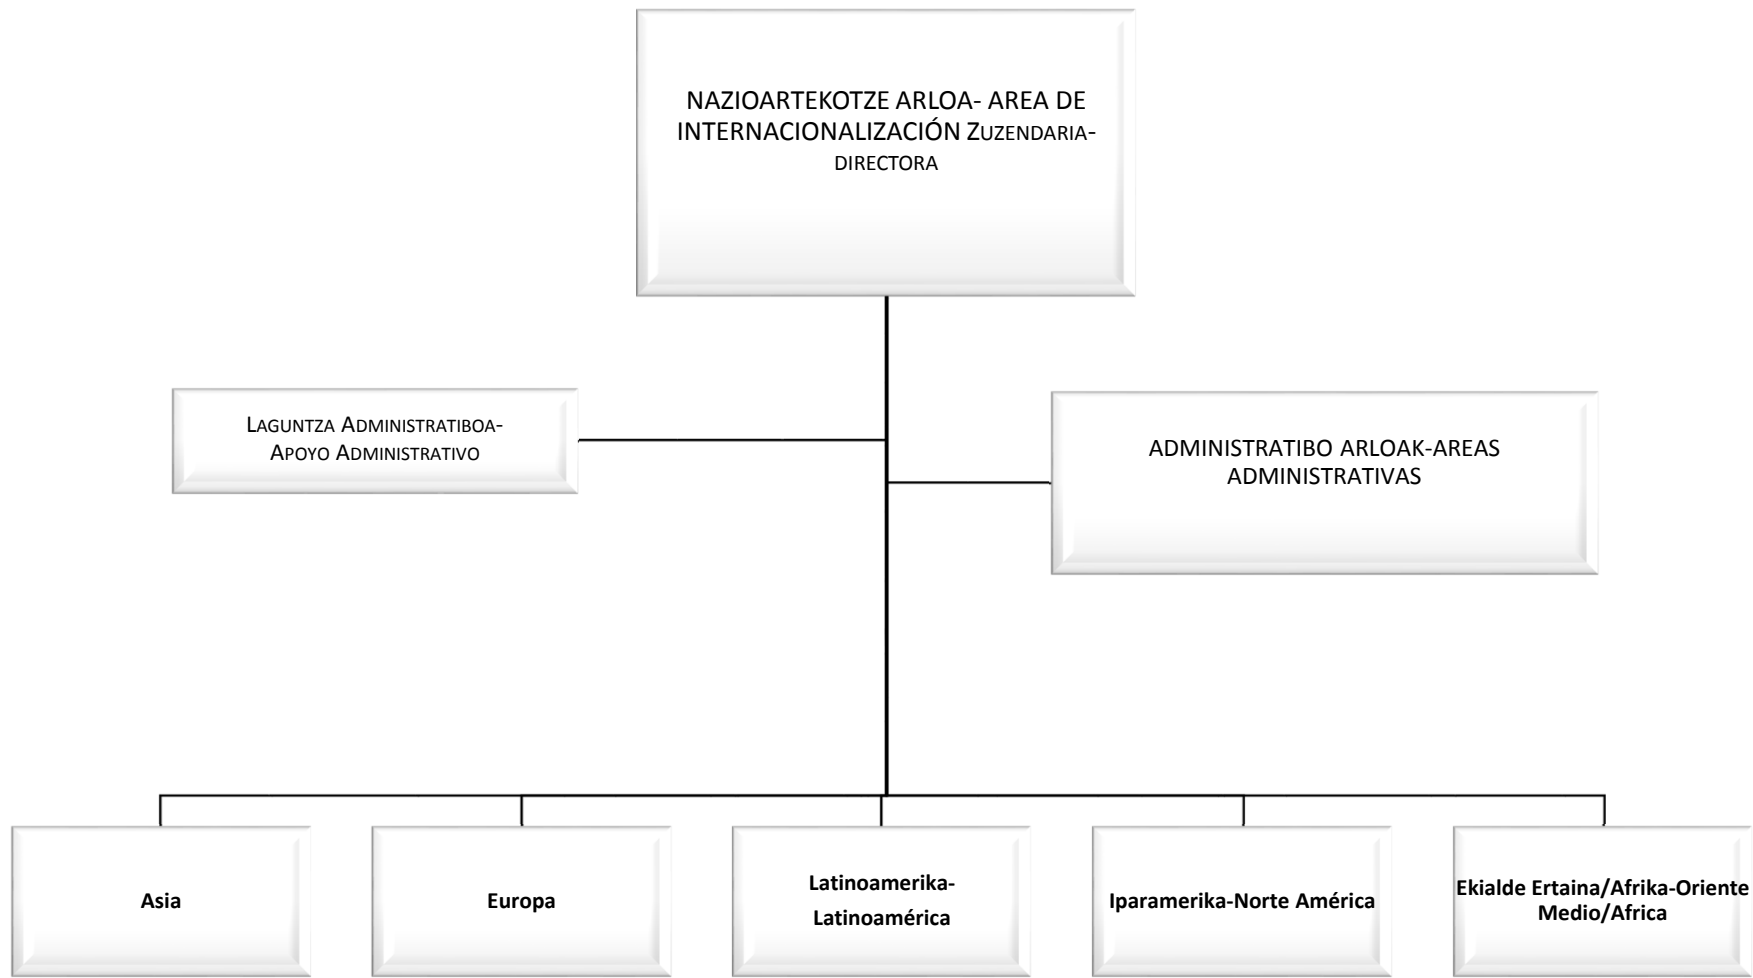 NAZIOARTEKOTZE ARLOA- AREA DE
INTERNACIONALIZACIÓN ZUZENDARIA-
DIRECTORA
LAGUNTZA ADMINISTRATIBOA-
APOYO ADMINISTRATIVO
ADMINISTRATIBO ARLOAK-AREAS
ADMINISTRATIVAS
Asia
Europa
Latinoamerika-
Latinoamérica
Iparamerika-Norte América
Ekialde Ertaina/Afrika-Oriente
Medio/Africa